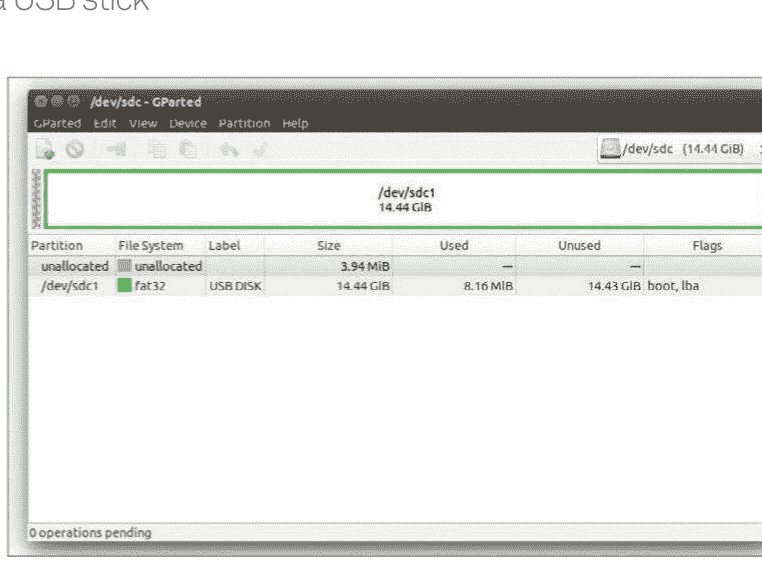 a USB stick
/dev/sdc - GParted
GParted Edit View Device Partition Help
/dev/sdc (14.44 GiB)
/dev/sdc1
14.44 GiB
Partition File System Label Size Used Unused Flags
unallocated unallocated 3.94 MiB — —
/dev/sdc1 fat32 USB DISK 14.44 GiB 8.16 MiB 14.43 GiB boot, lba
0 operations pending